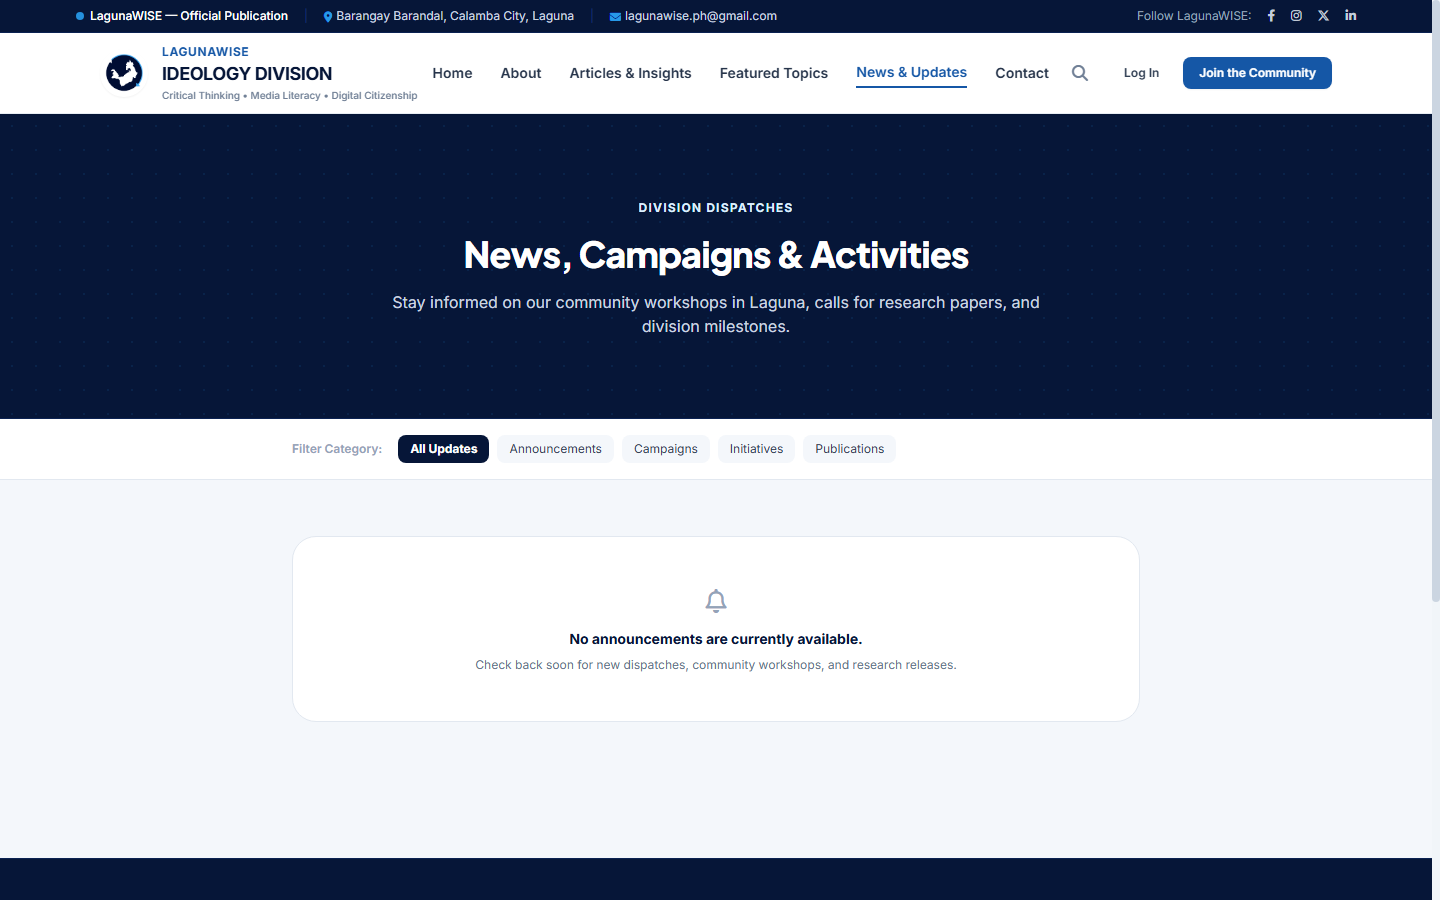 LagunaWISE — Official Publication
Barangay Barandal, Calamba City, Laguna
lagunawise.ph@gmail.com
Follow LagunaWISE:
LAGUNAWISE
IDEOLOGY DIVISION
Critical Thinking • Media Literacy • Digital Citizenship
Home
About
Articles & Insights
Featured Topics
News & Updates
Contact
Log In
Join the Community
DIVISION DISPATCHES
News, Campaigns & Activities
Stay informed on our community workshops in Laguna, calls for research papers, and
division milestones.
Filter Category:
All Updates
Announcements
Campaigns
Initiatives
Publications
No announcements are currently available.
Check back soon for new dispatches, community workshops, and research releases.